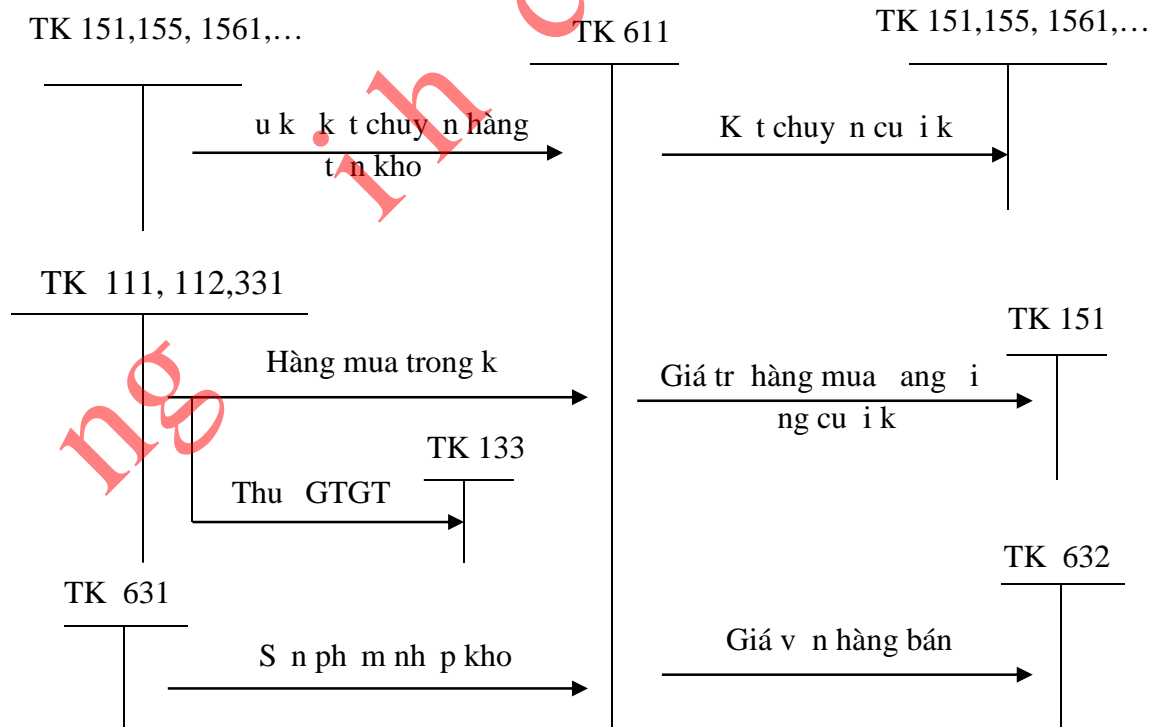 TK 151,155, 1561,…
TK 611
TK 151,155, 1561,…
u k k t chuy n hàng
t n kho
K t chuy n cu i k
TK 111, 112,331
TK 151
Hàng mua trong k
Giá tr hàng mua ang i
ng cu i k
TK 133
Thu GTGT
TK 632
TK 631
S n ph m nh p kho
Giá v n hàng bán
ng
i h